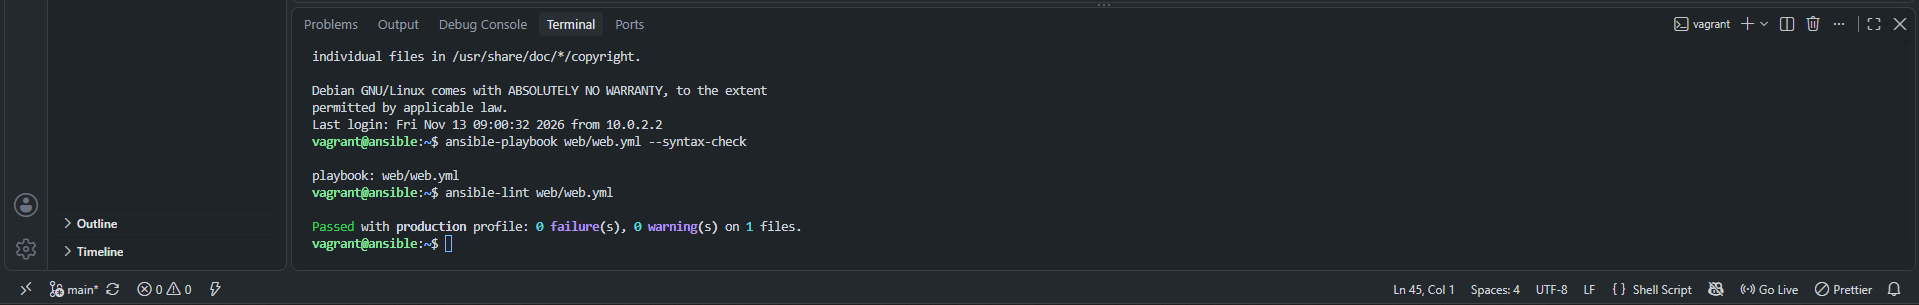 Problems Output Debug Console Terminal Ports vagrant
individual files in /usr/share/doc/*/copyright.
Debian GNU/Linux comes with ABSOLUTELY NO WARRANTY, to the extent
permitted by applicable law.
Last login: Fri Nov 13 09:00:32 2026 from 10.0.2.2
vagrant@ansible:~$ ansible-playbook web/web.yml --syntax-check
playbook: web/web.yml
vagrant@ansible:~$ ansible-lint web/web.yml
Passed with production profile: 0 failure(s), 0 warning(s) on 1 files.
vagrant@ansible:~$
Outline
Timeline
main* 0 0 Ln 45, Col 1 Spaces: 4 UTF-8 LF {} Shell Script Go Live Prettier